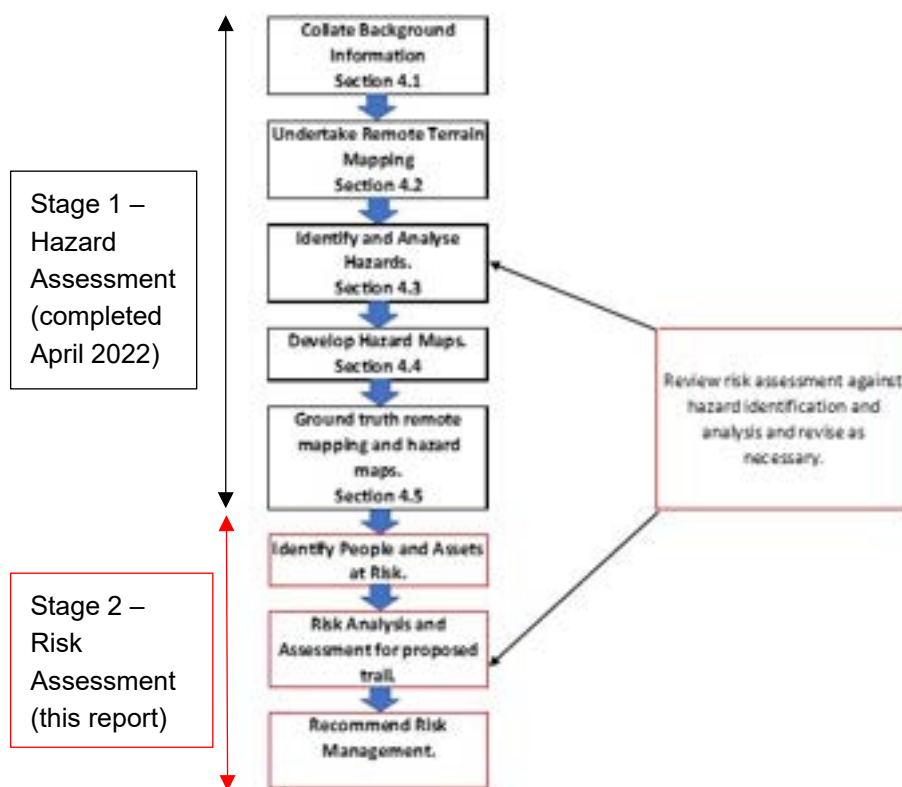 Collate Background
Information
Section 4.1
Undertake Remote Terrain
Mapping
Section 4.2
Stage 1 –
Hazard
Assessment
(completed
April 2022)
Identify and Analyse
Hazards.
Section 4.3
Develop Hazard Maps.
Section 4.4
Ground truth remote
mapping and hazard
maps.
Section 4.5
Review risk assessment against
hazard identification and
analysis and revise as
necessary.
Stage 2 –
Risk
Assessment
(this report)
Identify People and Assets
at Risk.
Risk Analysis and
Assessment for proposed
trail.
Recommend Risk
Management.